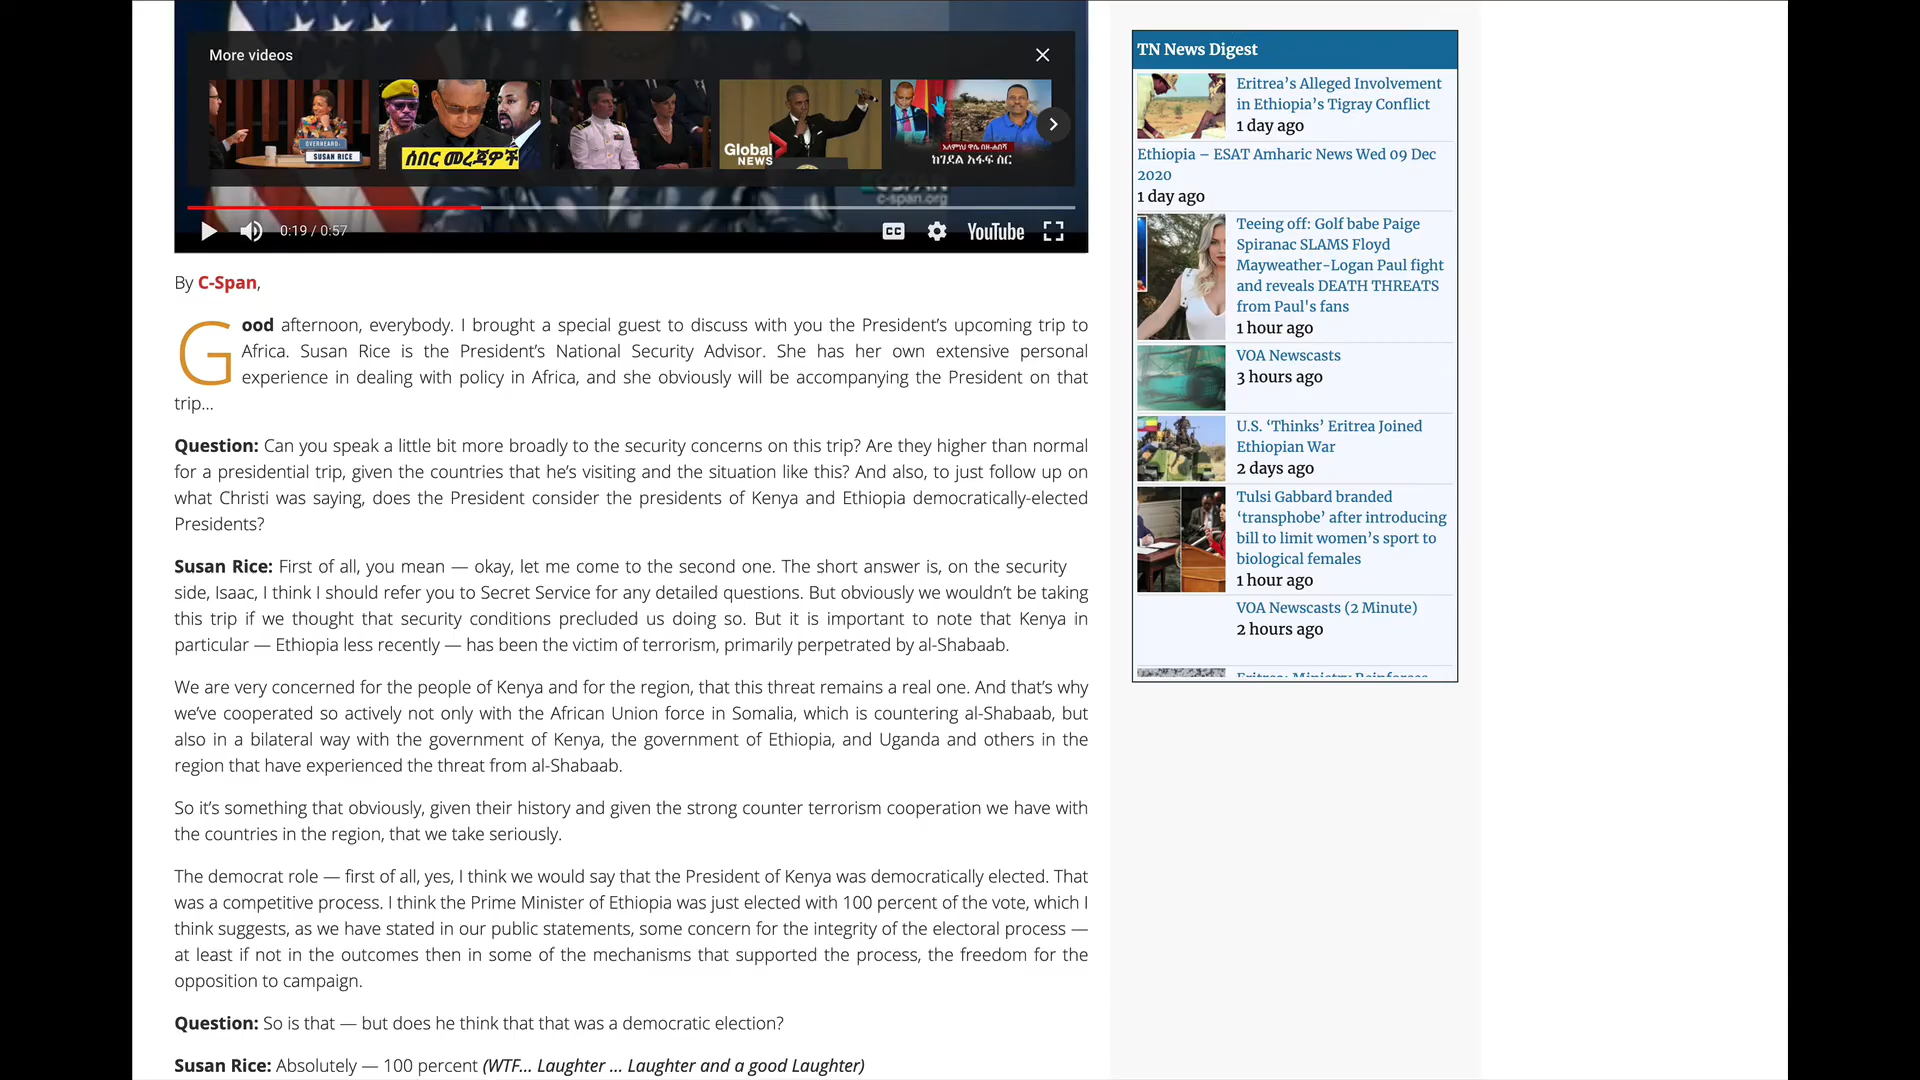 More videos
OVERHEARD:
SUSAN RICE
ሰበር መረጃዎች
Global
NEWS
ከገደል አፋፍ ስር
c-span.org
0:19 / 0:57
CC
YouTube
By C-Span,
Good afternoon, everybody. I brought a special guest to discuss with you the President’s upcoming trip to
Africa. Susan Rice is the President’s National Security Advisor. She has her own extensive personal
experience in dealing with policy in Africa, and she obviously will be accompanying the President on that
trip…
Question: Can you speak a little bit more broadly to the security concerns on this trip? Are they higher than normal
for a presidential trip, given the countries that he’s visiting and the situation like this? And also, to just follow up on
what Christi was saying, does the President consider the presidents of Kenya and Ethiopia democratically-elected
Presidents?
Susan Rice: First of all, you mean — okay, let me come to the second one. The short answer is, on the security
side, Isaac, I think I should refer you to Secret Service for any detailed questions. But obviously we wouldn’t be taking
this trip if we thought that security conditions precluded us doing so. But it is important to note that Kenya in
particular — Ethiopia less recently — has been the victim of terrorism, primarily perpetrated by al-Shabaab.
We are very concerned for the people of Kenya and for the region, that this threat remains a real one. And that’s why
we’ve cooperated so actively not only with the African Union force in Somalia, which is countering al-Shabaab, but
also in a bilateral way with the government of Kenya, the government of Ethiopia, and Uganda and others in the
region that have experienced the threat from al-Shabaab.
So it’s something that obviously, given their history and given the strong counter terrorism cooperation we have with
the countries in the region, that we take seriously.
The democrat role — first of all, yes, I think we would say that the President of Kenya was democratically elected. That
was a competitive process. I think the Prime Minister of Ethiopia was just elected with 100 percent of the vote, which I
think suggests, as we have stated in our public statements, some concern for the integrity of the electoral process —
at least if not in the outcomes then in some of the mechanisms that supported the process, the freedom for the
opposition to campaign.
Question: So is that — but does he think that that was a democratic election?
Susan Rice: Absolutely — 100 percent (WTF… Laughter … Laughter and a good Laughter)
TN News Digest
Eritrea’s Alleged Involvement
in Ethiopia’s Tigray Conflict
1 day ago
Ethiopia – ESAT Amharic News Wed 09 Dec
2020
1 day ago
Teeing off: Golf babe Paige
Spiranac SLAMS Floyd
Mayweather-Logan Paul fight
and reveals DEATH THREATS
from Paul's fans
1 hour ago
VOA Newscasts
3 hours ago
U.S. ‘Thinks’ Eritrea Joined
Ethiopian War
2 days ago
Tulsi Gabbard branded
‘transphobe’ after introducing
bill to limit women’s sport to
biological females
1 hour ago
VOA Newscasts (2 Minute)
2 hours ago
Eritrea: Ministry Reinforces